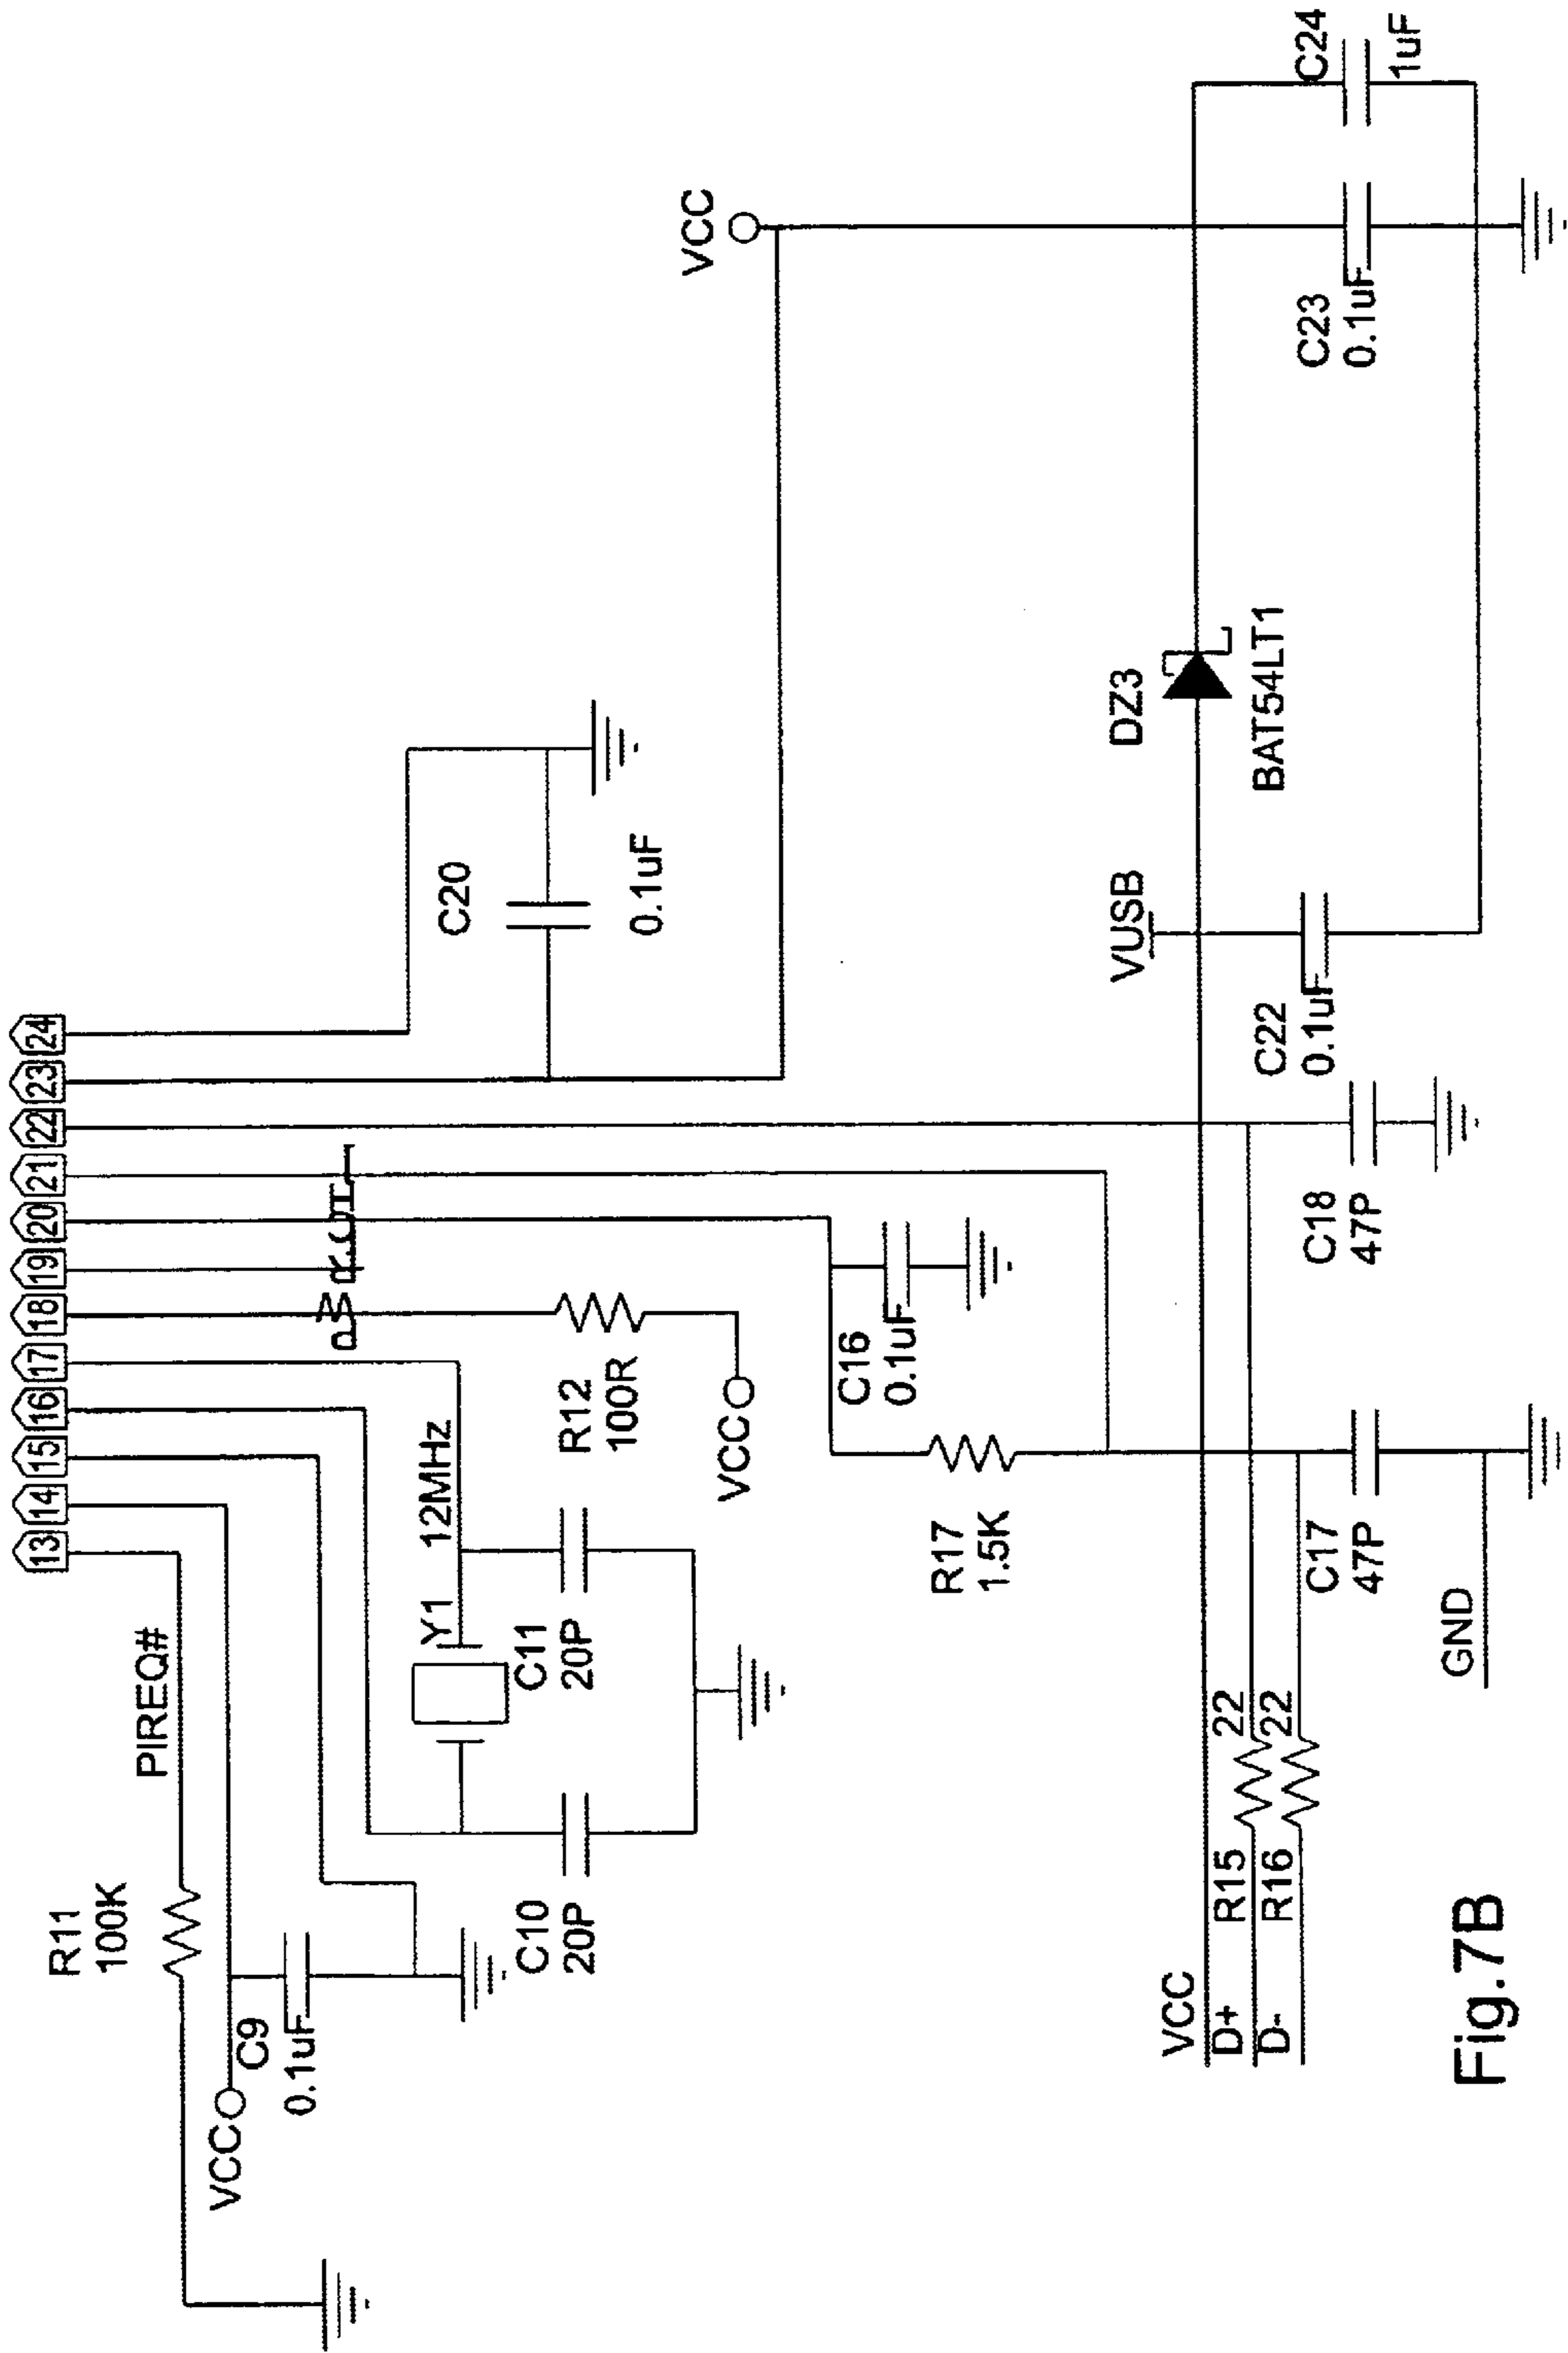 13
14
15
16
17
18
19
20
21
22
23
24
R11
100K
PIREQ#
VCC
C9
0.1uF
Y1
12MHz
C10
20P
C11
20P
R12
100R
VCC
C20
0.1uF
VCC
C16
0.1uF
R17
1.5K
VUSB
DZ3
BAT54LT1
C22
0.1uF
C23
0.1uF
C24
1uF
VCC
D+
R15
22
D-
R16
22
C17
47P
C18
47P
GND
Fig.7B